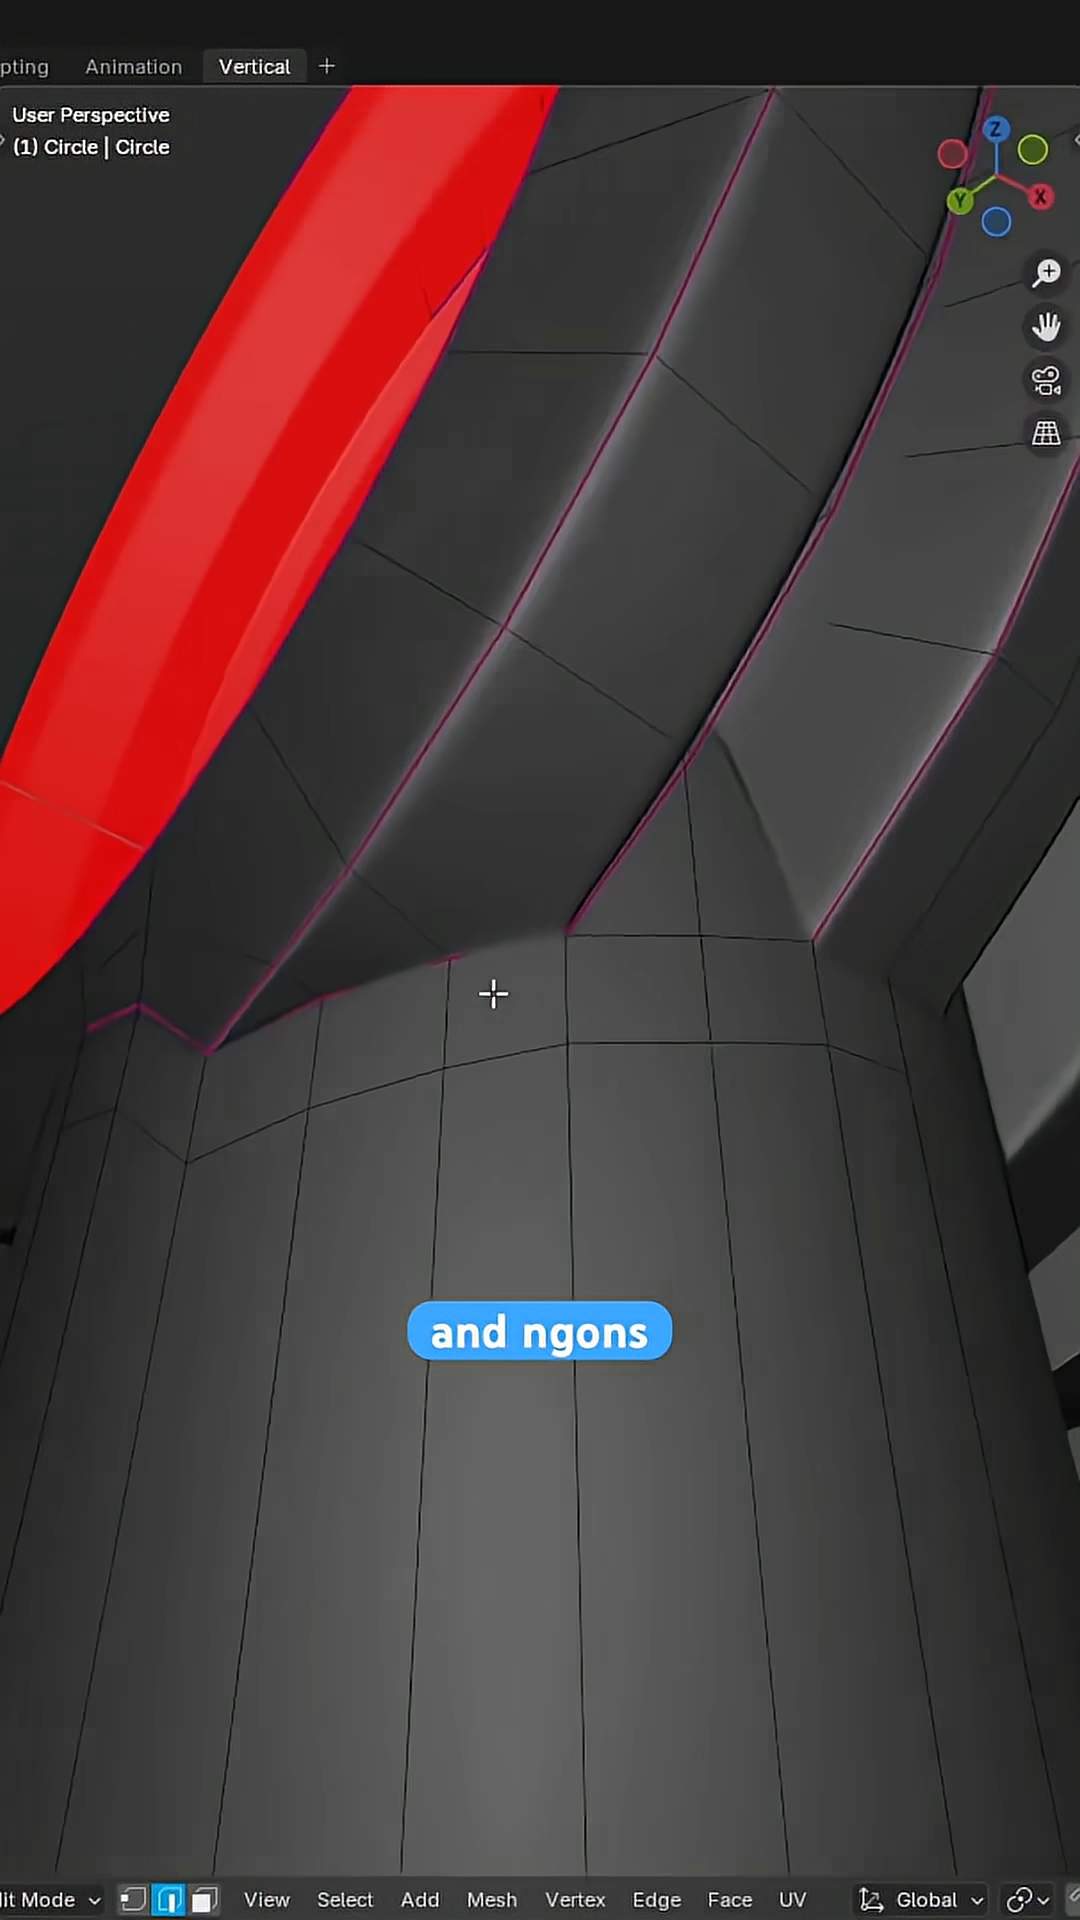 pting Animation Vertical +
User Perspective
(1) Circle | Circle
Z
Y X
and ngons
dit Mode View Select Add Mesh Vertex Edge Face UV Global